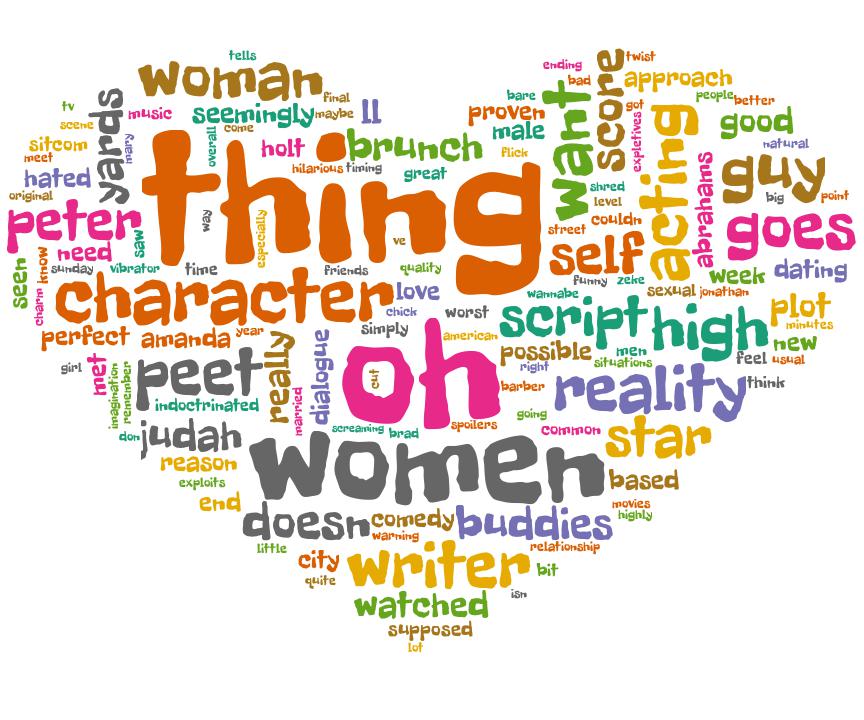 tells
twist
ending
woman
score
bad
approach
final
tv
yards
music
seemingly
maybe
ll
bare
want
got
people
better
scene
come
proven
male
expletives
acting
good
sitcom
mary
overall
holt
brunch
flick
natural
meet
thing
hilarious
timing
great
abrahams
guy
hated
shred
level
big
point
original
peter
way
especially
couldn
goes
street
saw
need
know
ve
self
seen
sunday
vibrator
time
friends
quality
funny
zeke
week
dating
charm
character
love
wannabe
sexual
jonathan
chick
worst
script
high
plot
minutes
perfect
amanda
year
simply
american
new
really
dialogue
oh
possible
men
situations
feel
usual
girl
met
peet
cut
right
barber
reality
think
imagination
remember
indoctrinated
married
going
don
judah
screaming
brad
spoilers
common
star
reason
women
exploits
based
end
movies
highly
doesn
comedy
buddies
warning
little
relationship
city
writer
bit
quite
isn
watched
supposed
lot